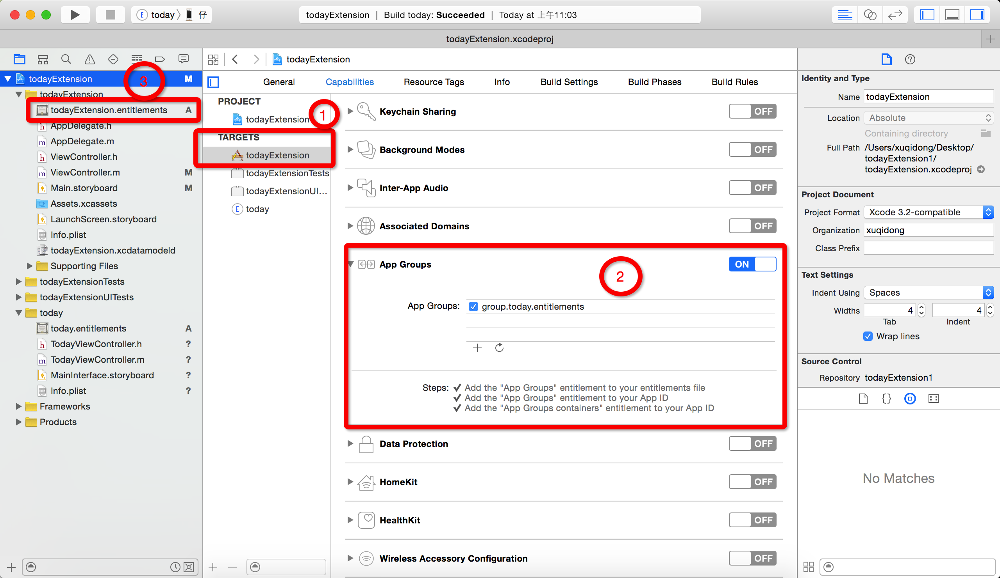 today 仔
todayExtension | Build today: Succeeded | Today at 上午11:03
todayExtension.xcodeproj
todayExtension M
todayExtension
todayExtension.entitlements A
AppDelegate.h
AppDelegate.m
ViewController.h
ViewController.m M
Main.storyboard M
Assets.xcassets
LaunchScreen.storyboard
Info.plist
todayExtension.xcdatamodeld
Supporting Files
todayExtensionTests
todayExtensionUITests
today
today.entitlements A
TodayViewController.h ?
TodayViewController.m ?
MainInterface.storyboard ?
Info.plist ?
Frameworks
Products
3
todayExtension
General Capabilities Resource Tags Info Build Settings Build Phases Build Rules
PROJECT
todayExtension
1
TARGETS
todayExtension
todayExtensionTests
todayExtensionUI...
E today
Keychain Sharing OFF
Background Modes OFF
Inter-App Audio OFF
Associated Domains OFF
App Groups ON
2
App Groups: group.today.entitlements
Steps: ✓ Add the "App Groups" entitlement to your entitlements file
✓ Add the "App Groups" entitlement to your App ID
✓ Add the "App Groups containers" entitlement to your App ID
Data Protection OFF
HomeKit OFF
HealthKit OFF
Wireless Accessory Configuration OFF
Identity and Type
Name todayExtension
Location Absolute
Containing directory
Full Path /Users/xuqidong/Desktop/
todayExtension1/
todayExtension.xcodeproj
Project Document
Project Format Xcode 3.2-compatible
Organization xuqidong
Class Prefix
Text Settings
Indent Using Spaces
Widths 4 4
Tab Indent
Wrap lines
Source Control
Repository todayExtension1
No Matches